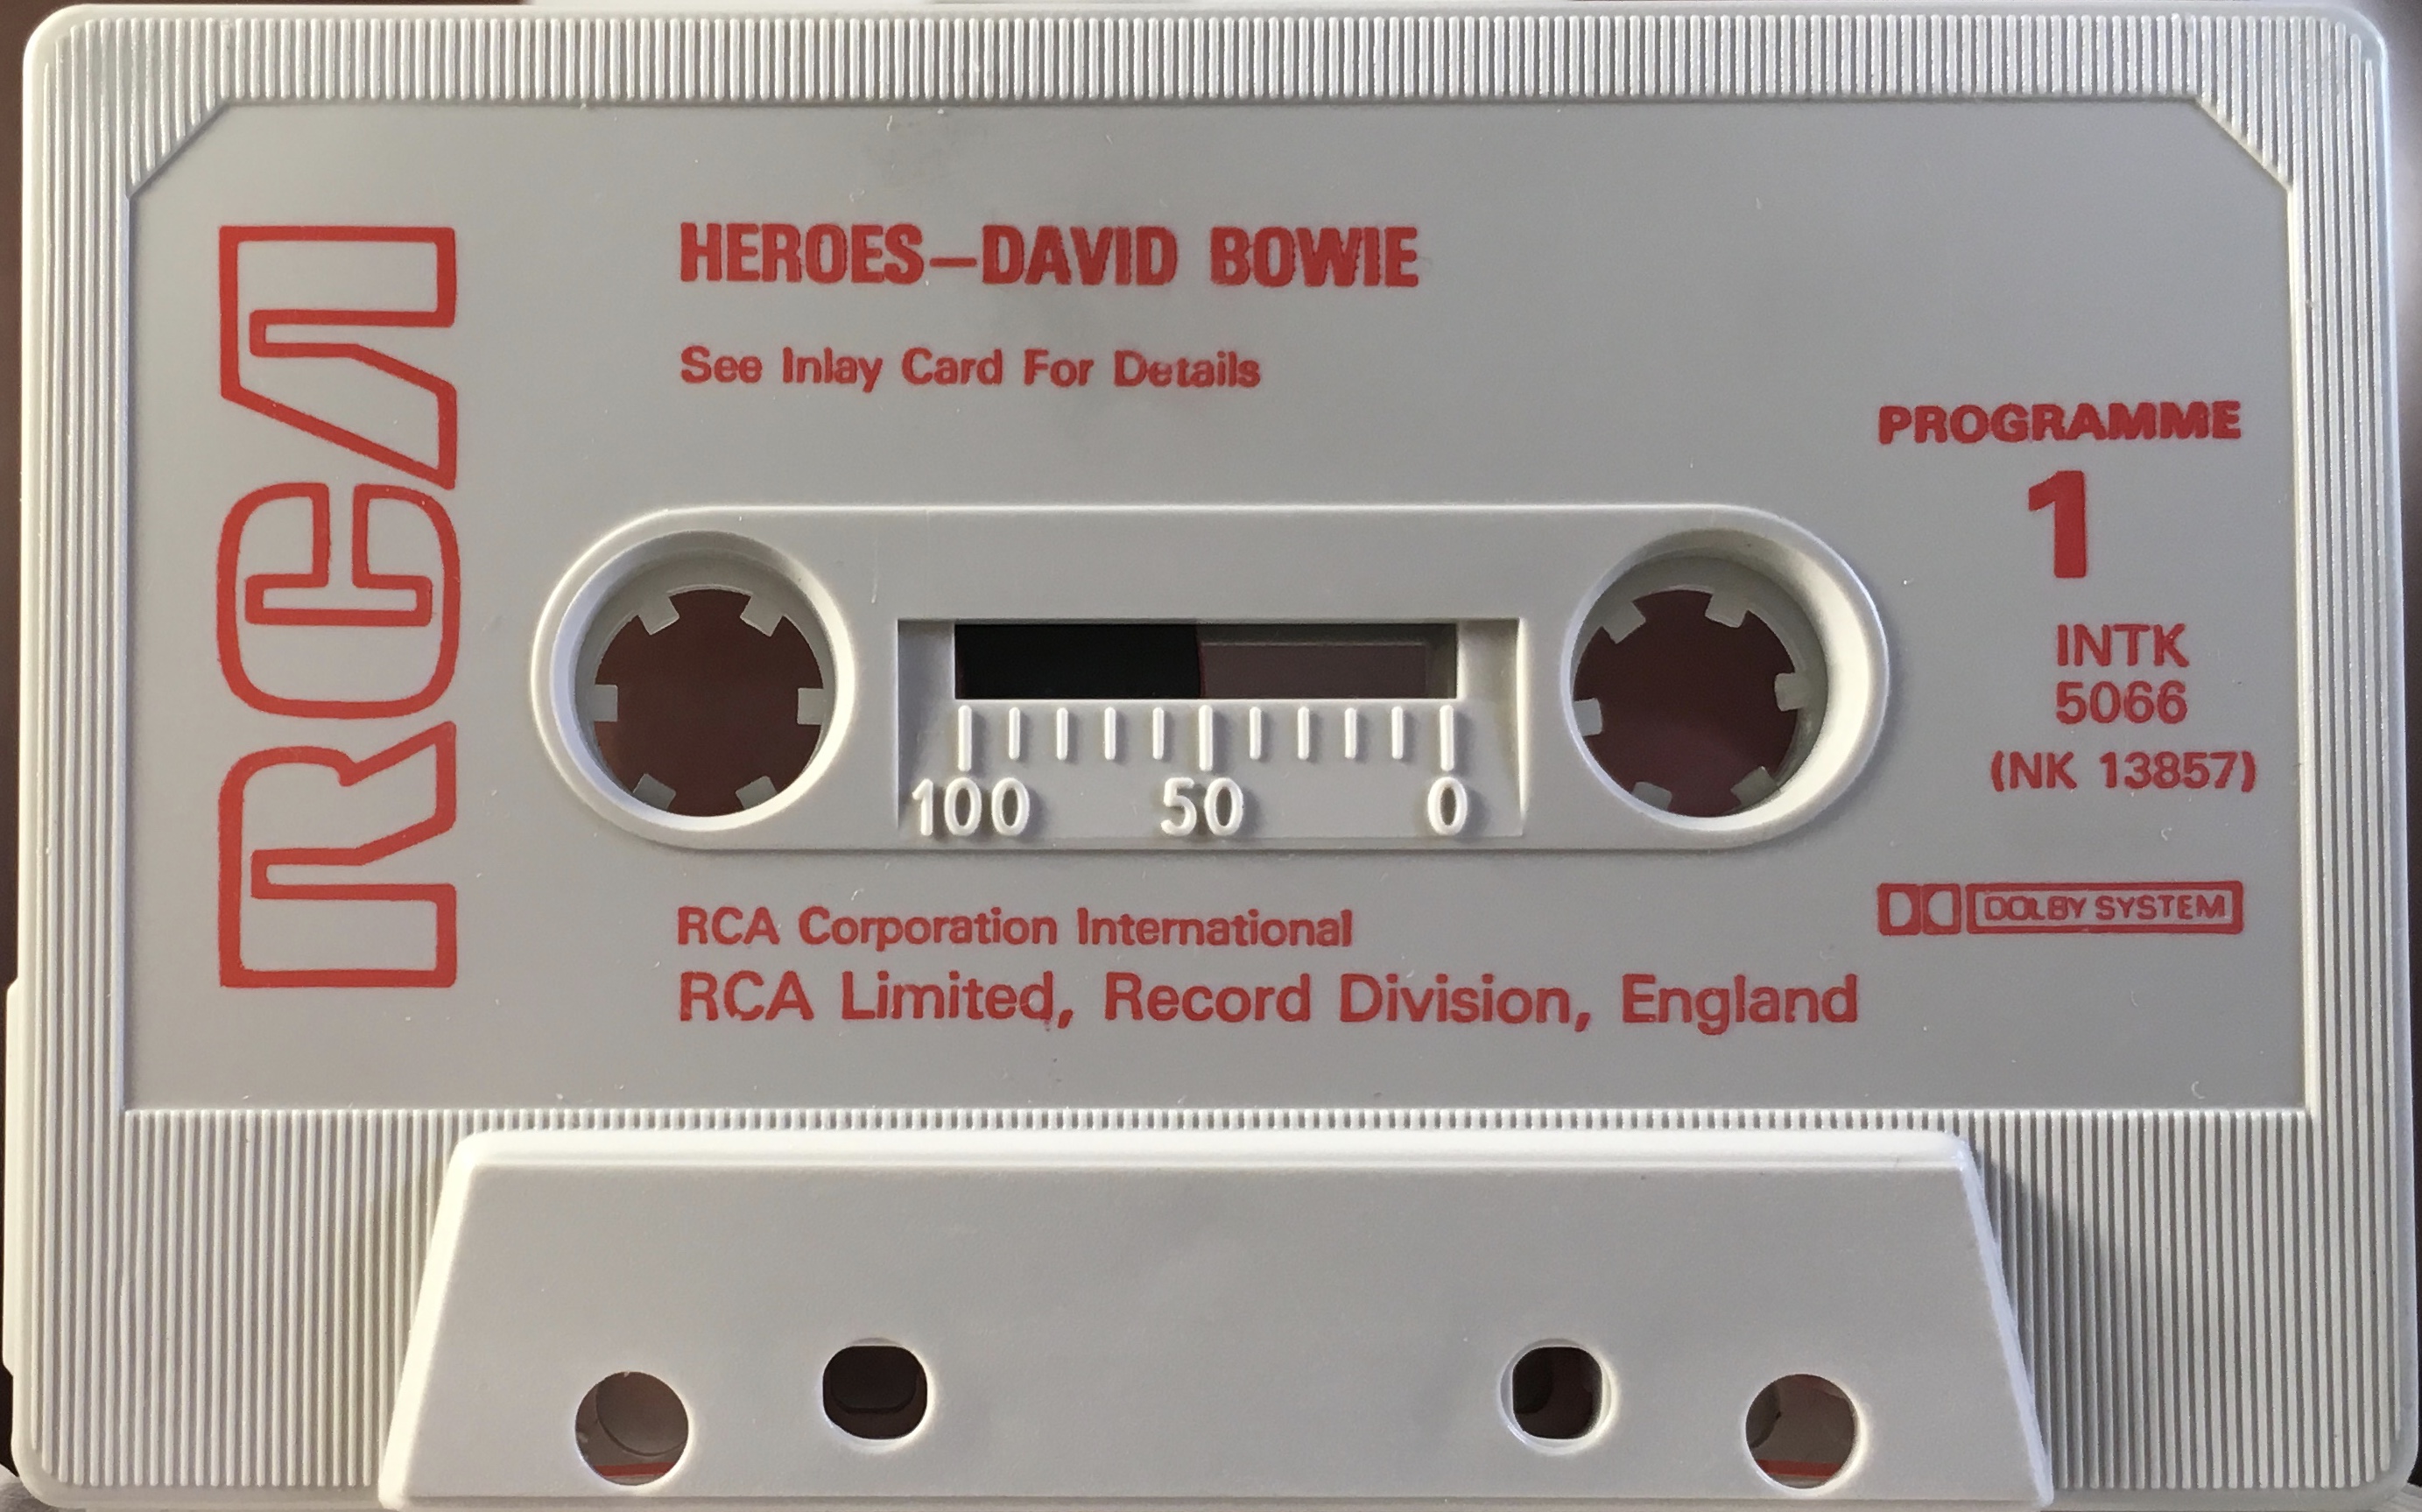 RCA
HEROES—DAVID BOWIE
See Inlay Card For Details
PROGRAMME
1
INTK
5066
(NK 13857)
100 50 0
DOLBY SYSTEM
RCA Corporation International
RCA Limited, Record Division, England